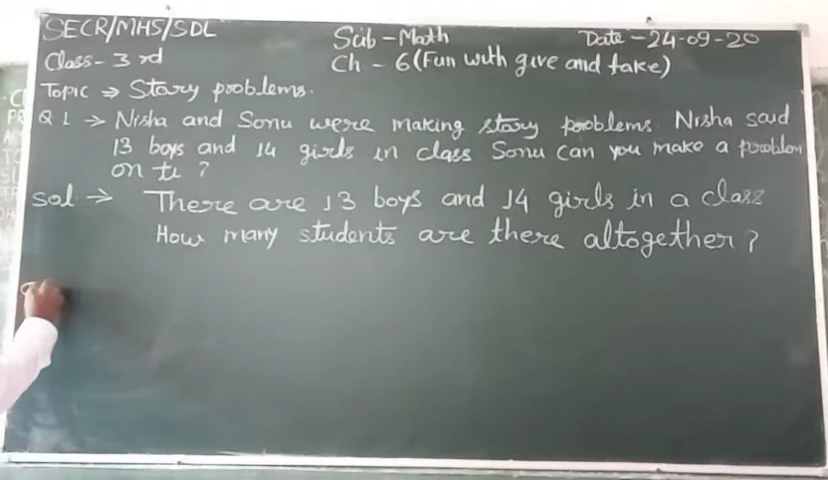 SECR/MHS/SDL
Sub - Math
Date - 24-09-20
Class - 3 rd
Ch - 6 (Fun with give and take)
Topic ⇒ Stary problems.
Q 1 → Nisha and Sonu were making stary problems. Nisha said
13 boys and 14 girls in class Sonu can you make a problem
on it ?
Sol → There are 13 boys and 14 girls in a class
How many students are there altogether ?